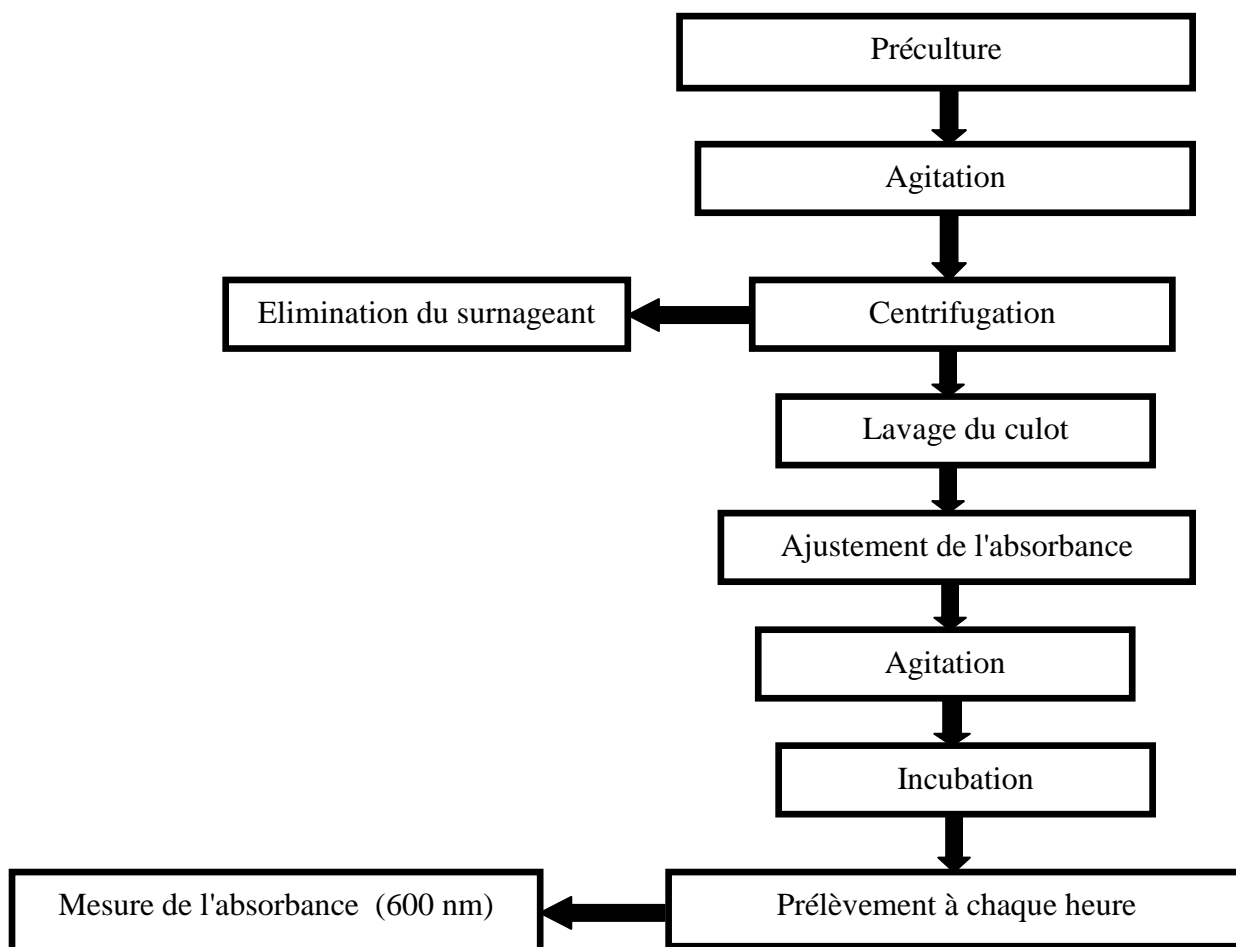 Préculture
Agitation
Elimination du surnageant
Centrifugation
Lavage du culot
Ajustement de l'absorbance
Agitation
Incubation
Mesure de l'absorbance (600 nm)
Prélèvement à chaque heure